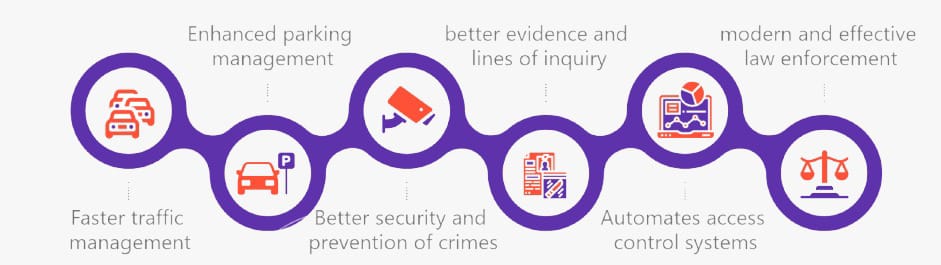 Enhanced parking
management
better evidence and
lines of inquiry
modern and effective
law enforcement
P
Faster traffic
management
Better security and
prevention of crimes
Automates access
control systems